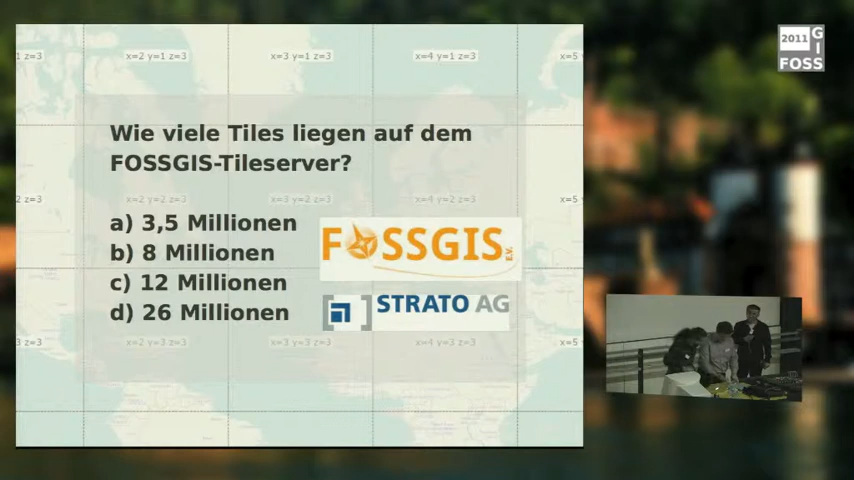 1 z=3
x=2 y=1 z=3
x=3 y=1 z=3
x=4 y=1 z=3
x=5
2011
G
I
FOSS
Wie viele Tiles liegen auf dem
FOSSGIS-Tileserver?
2 z=3
x=2 y=2 z=3
x=3 y=2 z=3
x=4 y=2 z=3
x=5
a) 3,5 Millionen
b) 8 Millionen
c) 12 Millionen
d) 26 Millionen
FOSSGIS e.V.
STRATO AG
3 z=3
x=2 y=3 z=3
x=3 y=3 z=3
x=4 y=3 z=3
x=5